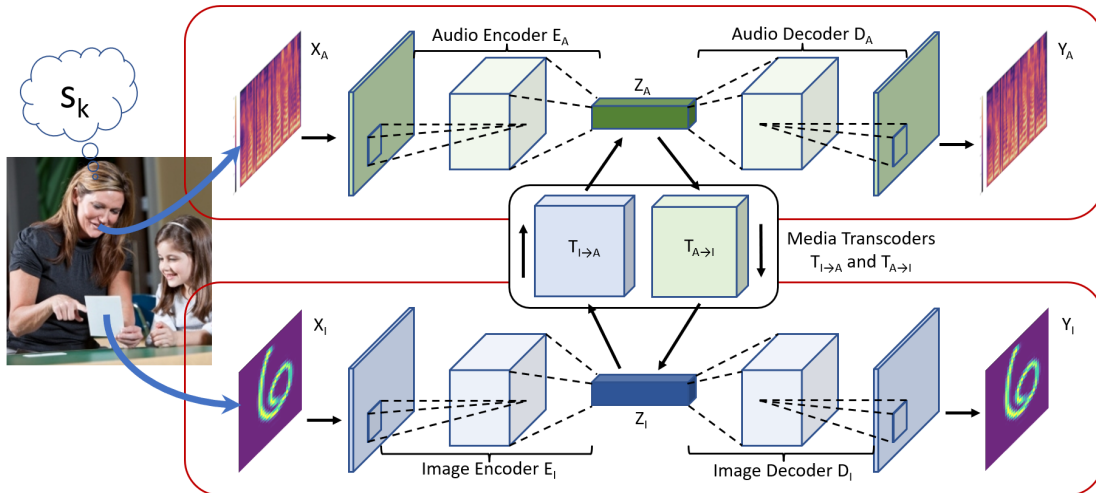 S_k
X_A
Audio Encoder E_A
Z_A
Audio Decoder D_A
Y_A
T_I→A
T_A→I
Media Transcoders
T_I→A and T_A→I
X_I
Image Encoder E_I
Z_I
Image Decoder D_I
Y_I